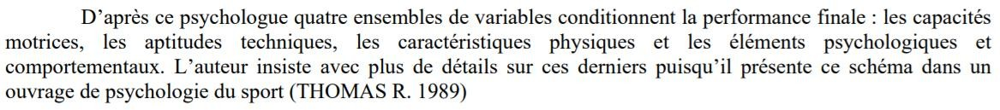 D’après ce psychologue quatre ensembles de variables conditionnent la performance finale : les capacités
motrices, les aptitudes techniques, les caractéristiques physiques et les éléments psychologiques et
comportementaux. L’auteur insiste avec plus de détails sur ces derniers puisqu’il présente ce schéma dans un
ouvrage de psychologie du sport (THOMAS R. 1989)